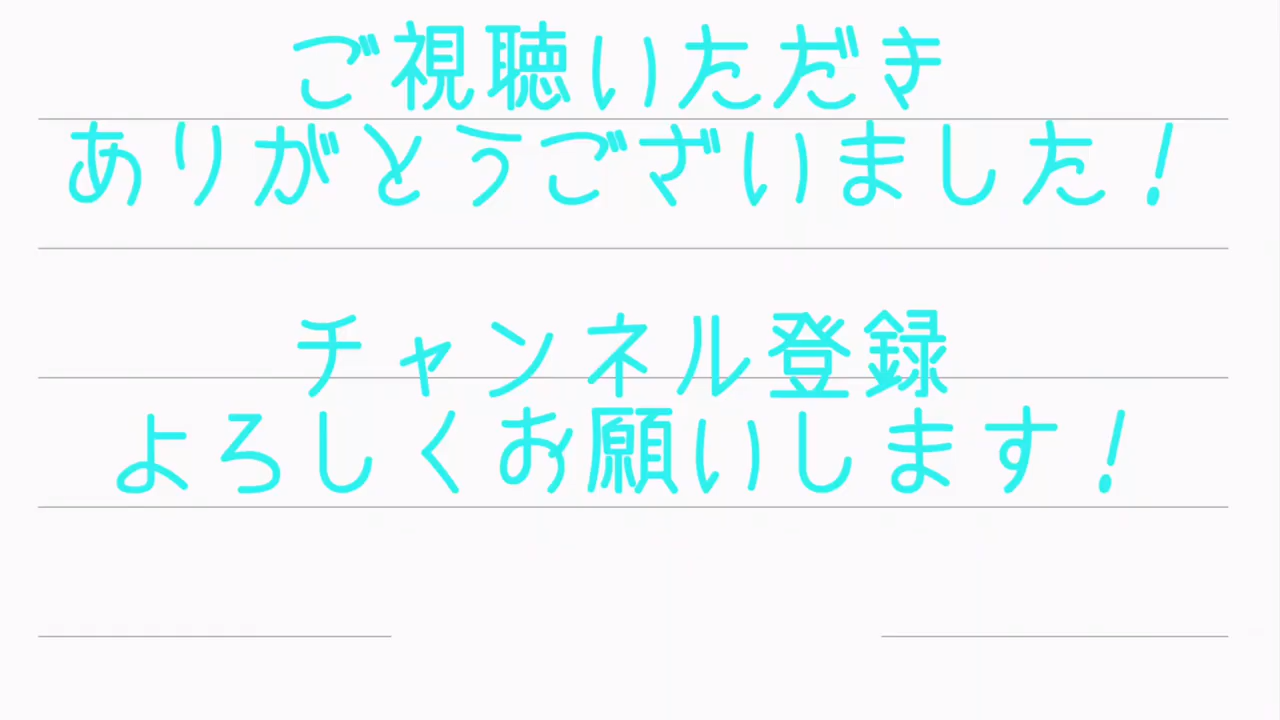 ご視聴いただき
ありがとうございました！
チャンネル登録
よろしくお願いします！